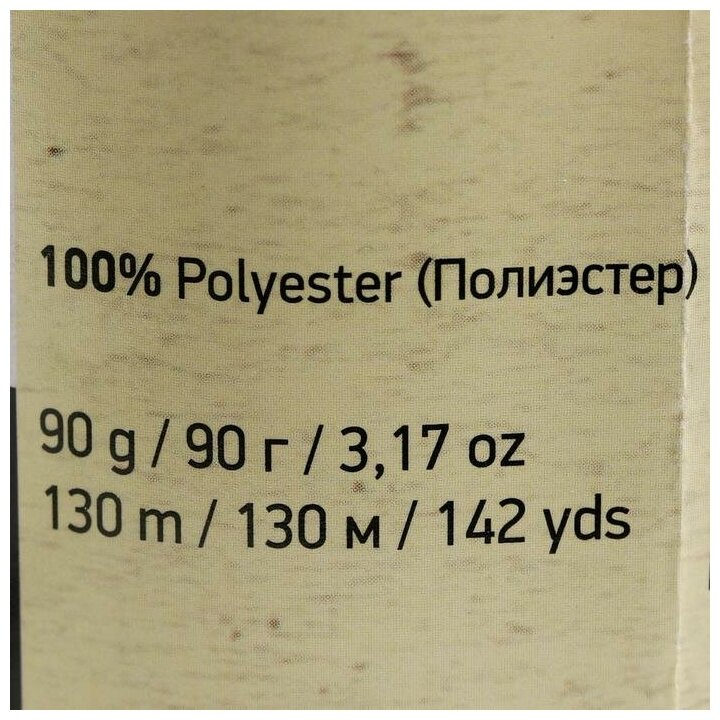 100% Polyester (Полиэстер)
90 g / 90 г / 3,17 oz
130 m / 130 м / 142 yds